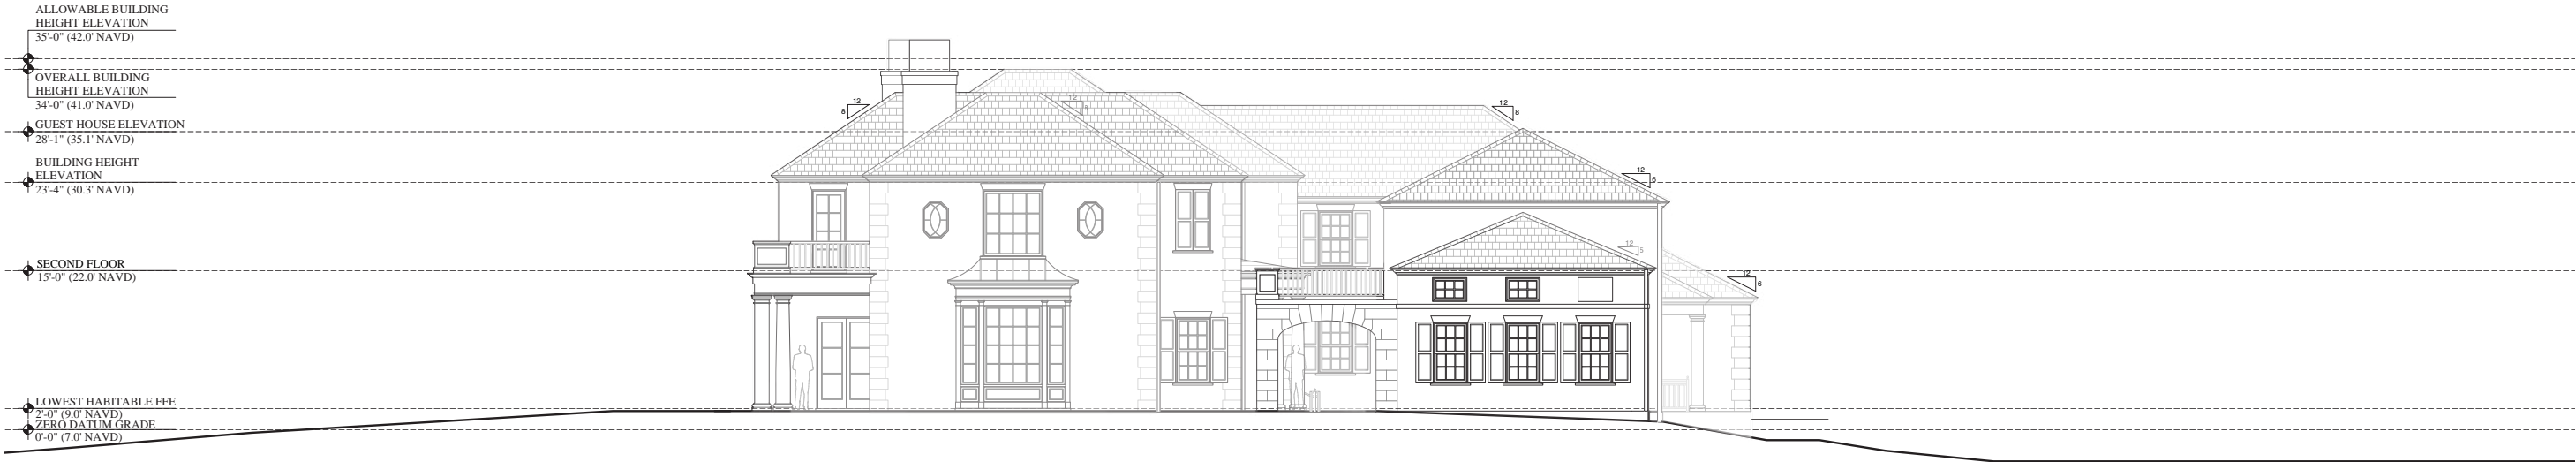 ALLOWABLE BUILDING
HEIGHT ELEVATION
35'-0" (42.0' NAVD)
OVERALL BUILDING
HEIGHT ELEVATION
34'-0" (41.0' NAVD)
GUEST HOUSE ELEVATION
28'-1" (35.1' NAVD)
BUILDING HEIGHT
ELEVATION
23'-4" (30.3' NAVD)
SECOND FLOOR
15'-0" (22.0' NAVD)
LOWEST HABITABLE FFE
2'-0" (9.0' NAVD)
ZERO DATUM GRADE
0'-0" (7.0' NAVD)
12
8
12
12
8
12
6
12
5
12
6